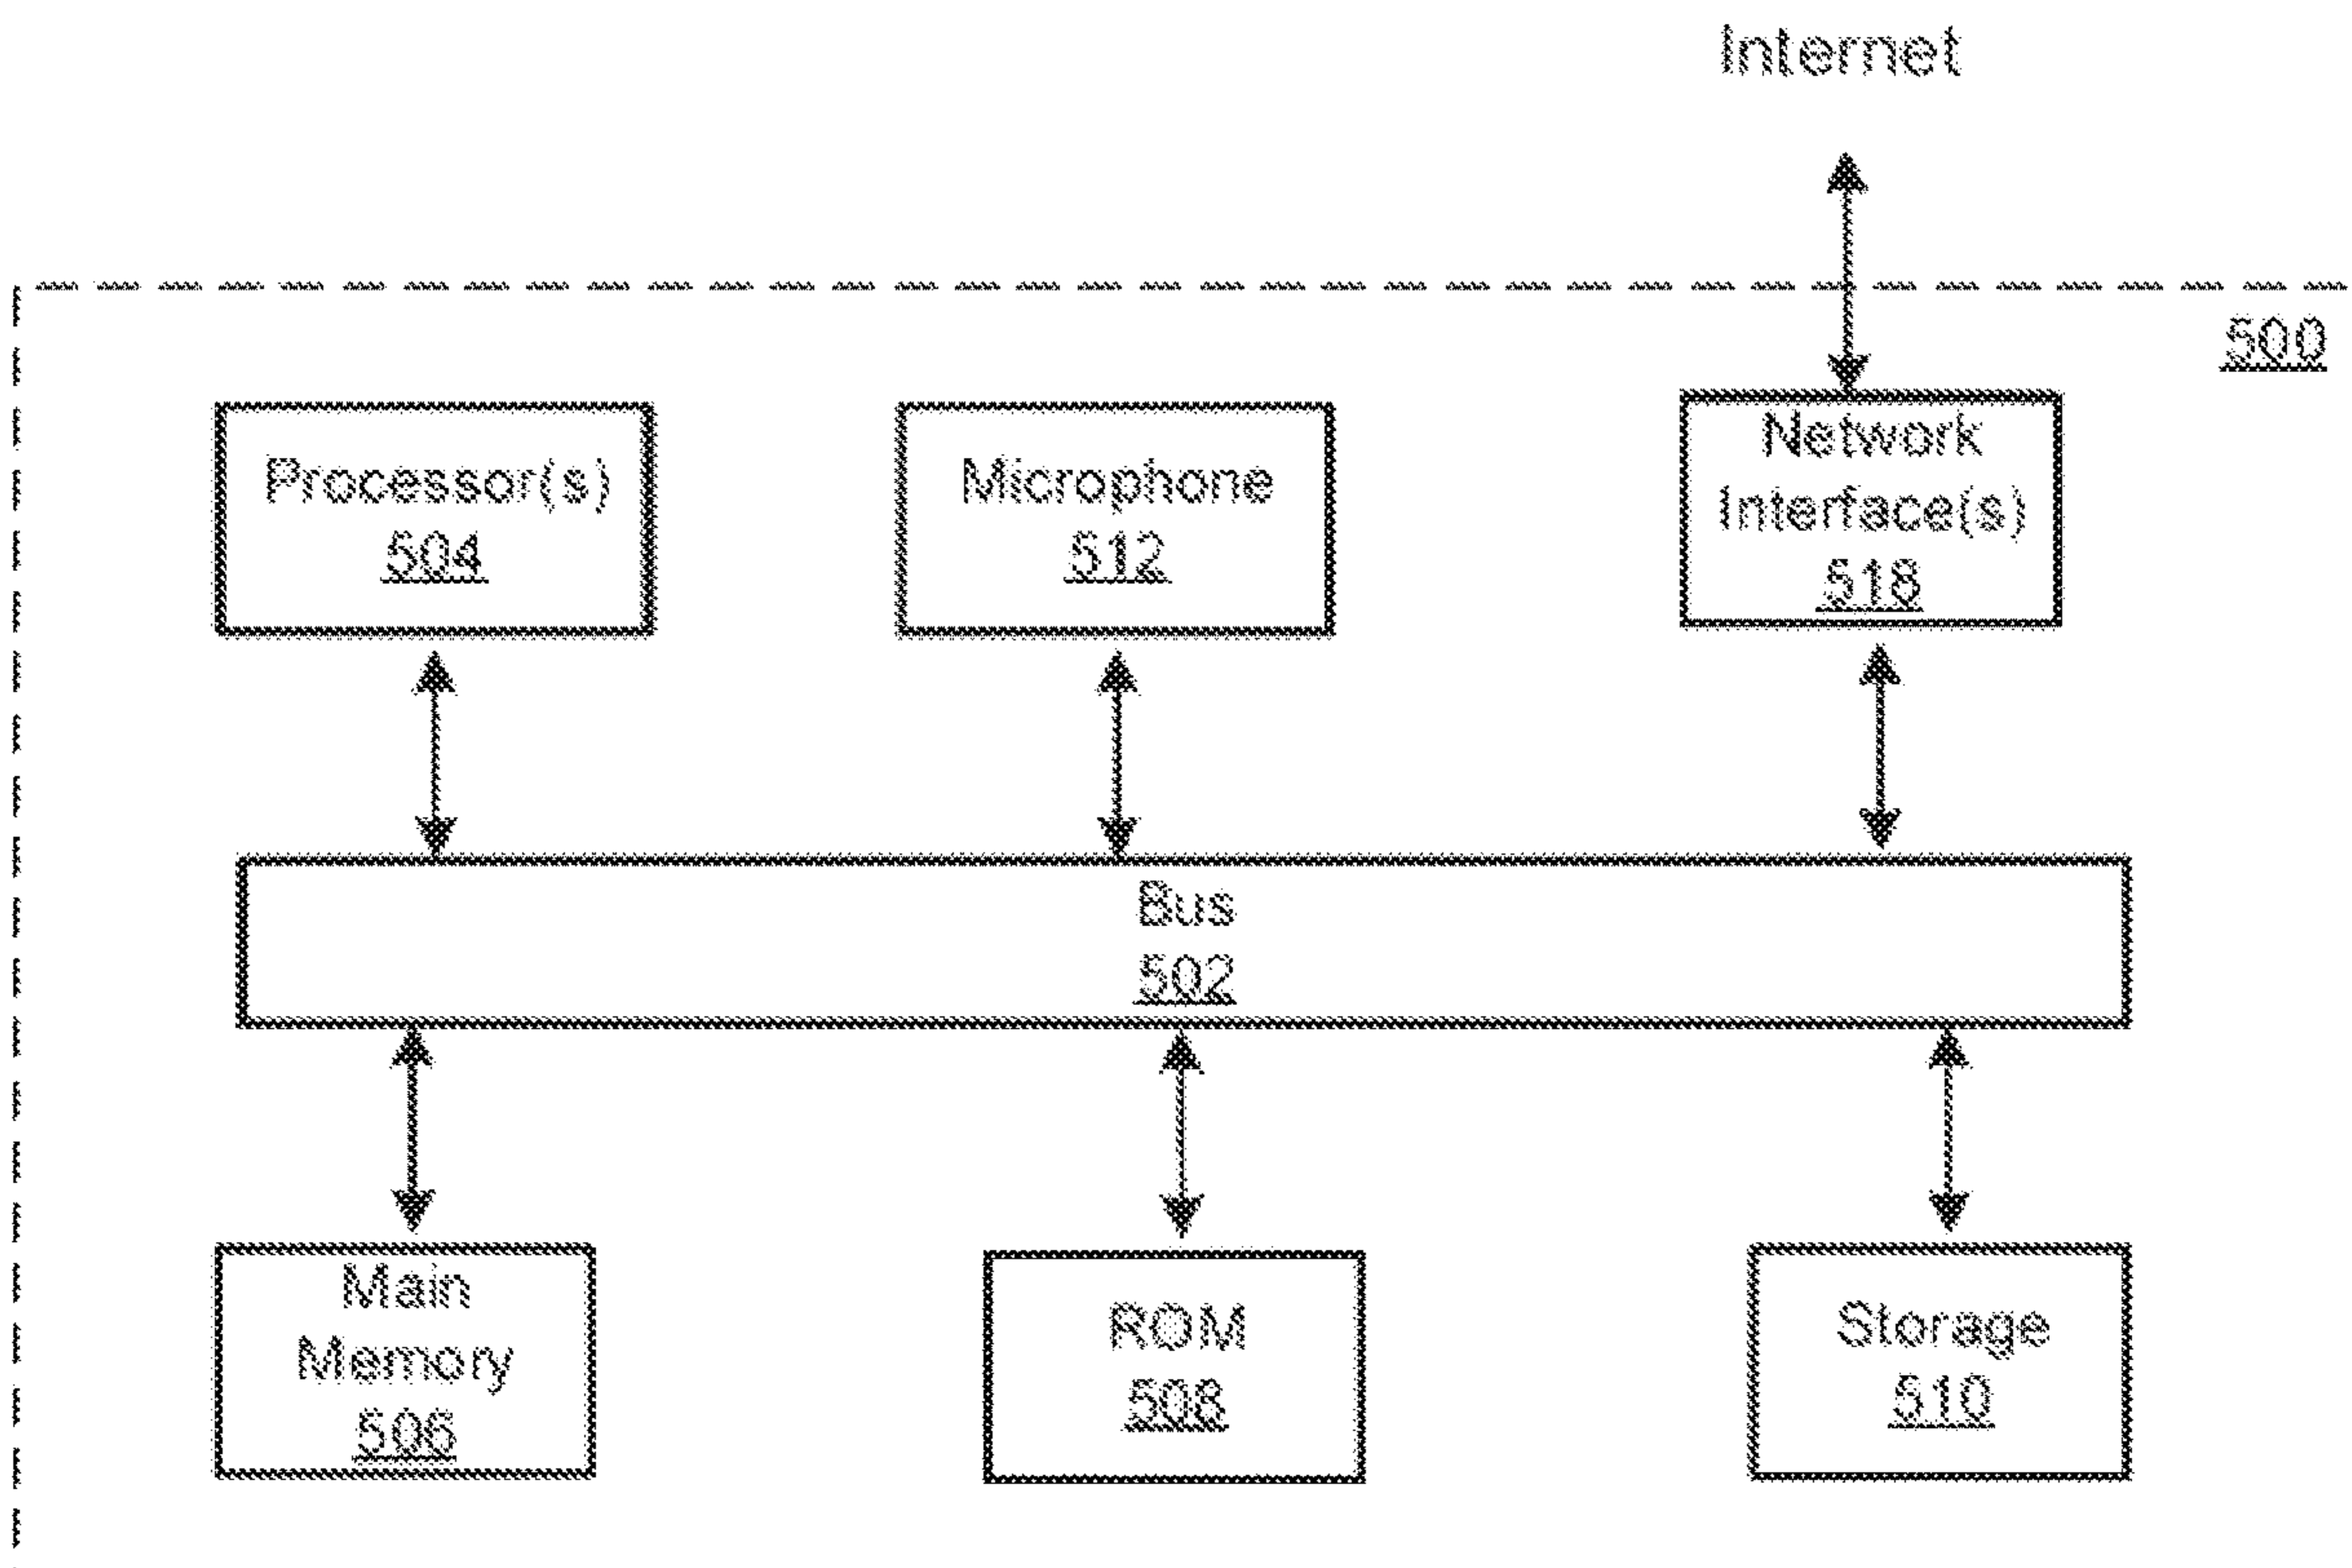 Internet
500
Processor(s)
504
Microphone
512
Network
Interface(s)
518
Bus
502
Main
Memory
506
ROM
508
Storage
510